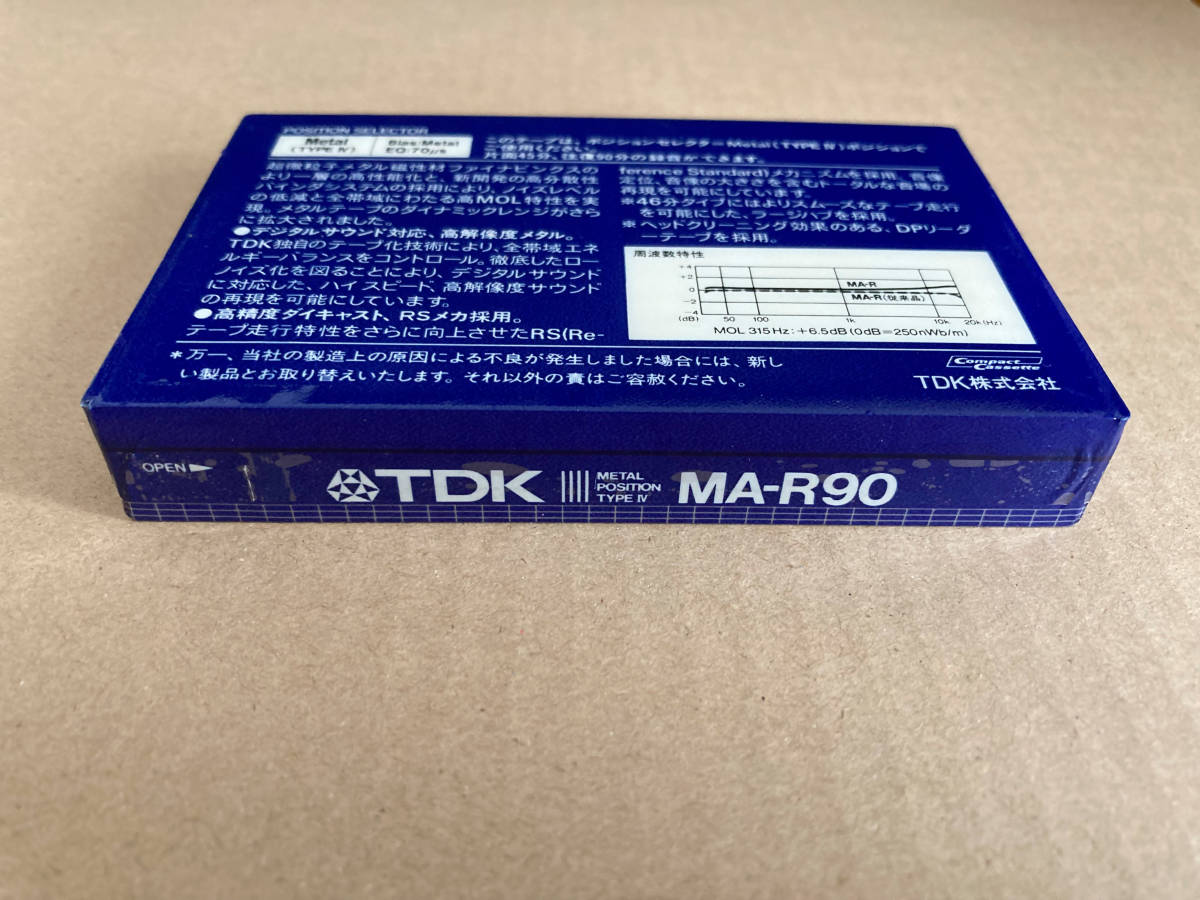 POSITION SELECTOR
Metal (TYPE IV)
Bias: Metal EQ: 70μs
このテープは、ポジションセレクターMetal(TYPE IV)ポジションで
ご使用ください。
片面45分、往復90分の録音ができます。
超微粒子メタル磁性材・ファイナビンクスの
より一層の高性能化と、新開発の高分散性
バインダシステムの採用により、ノイズレベル
の低減と全帯域にわたる高MOL特性を実
現。メタルテープのダイナミックレンジがさら
に拡大されました。
●デジタルサウンド対応、高解像度メタル。
TDK独自のテープ化技術により、全帯域エネ
ルギーバランスをコントロール。徹底したロー
ノイズ化を図ることにより、デジタルサウンド
に対応した、ハイスピード、高解像度サウンド
の再現を可能にしています。
●高精度ダイキャスト、RSメカ採用。
テープ走行特性をさらに向上させたRS(Re-
ference Standard)メカニズムを採用。音像
定位、音像の大きさを含むトータルな音場の
再現を可能にしています。
※46分タイプにはよりスムーズなテープ走行
を可能にした、ラージハブを採用。
※ヘッドクリーニング効果のある、DPリーダ
ーテープを採用。
周波数特性
+4
+2
0
-2
-4
(dB)
MA-R
MA-R(従来品)
50 100 1k 10k 20k(Hz)
MOL 315Hz: +6.5dB (0dB=250nWb/m)
*万一、当社の製造上の原因による不良が発生しました場合には、新し
い製品とお取り替えいたします。それ以外の責はご容赦ください。
Compact Cassette
TDK株式会社
OPEN
TDK METAL POSITION TYPE IV MA-R90